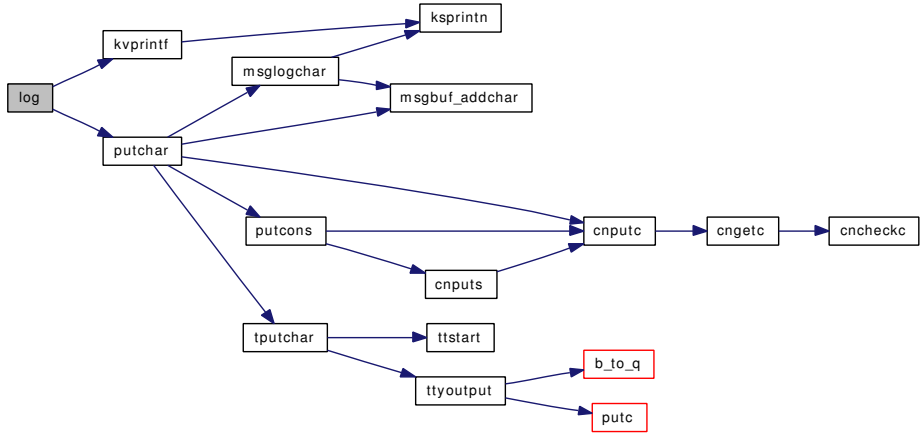 ksprintn
kvprintf
msglogchar
log
msgbuf_addchar
putchar
putcons
cnputc
cngetc
cncheckc
cnputs
tputchar
ttstart
b_to_q
ttyoutput
putc